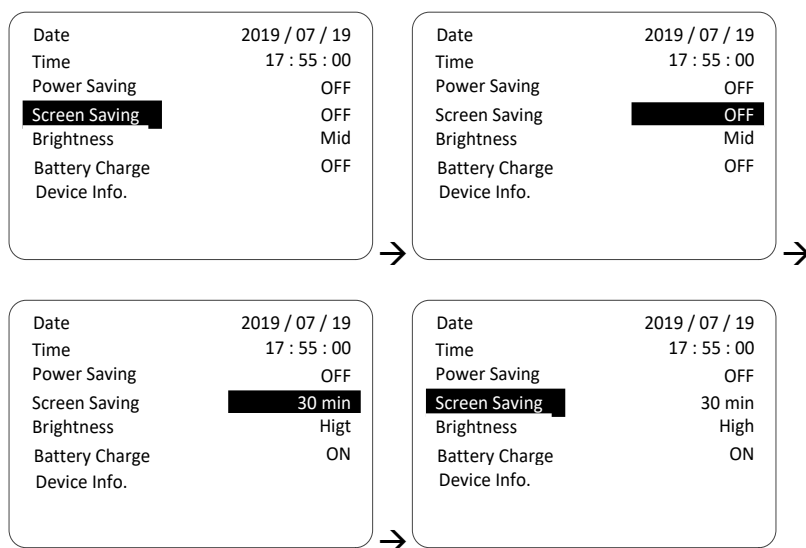 Date 2019 / 07 / 19
Time 17 : 55 : 00
Power Saving OFF
Screen Saving OFF
Brightness Mid
Battery Charge OFF
Device Info.
→
Date 2019 / 07 / 19
Time 17 : 55 : 00
Power Saving OFF
Screen Saving OFF
Brightness Mid
Battery Charge OFF
Device Info.
→
Date 2019 / 07 / 19
Time 17 : 55 : 00
Power Saving OFF
Screen Saving 30 min
Brightness Higt
Battery Charge ON
Device Info.
→
Date 2019 / 07 / 19
Time 17 : 55 : 00
Power Saving OFF
Screen Saving 30 min
Brightness High
Battery Charge ON
Device Info.